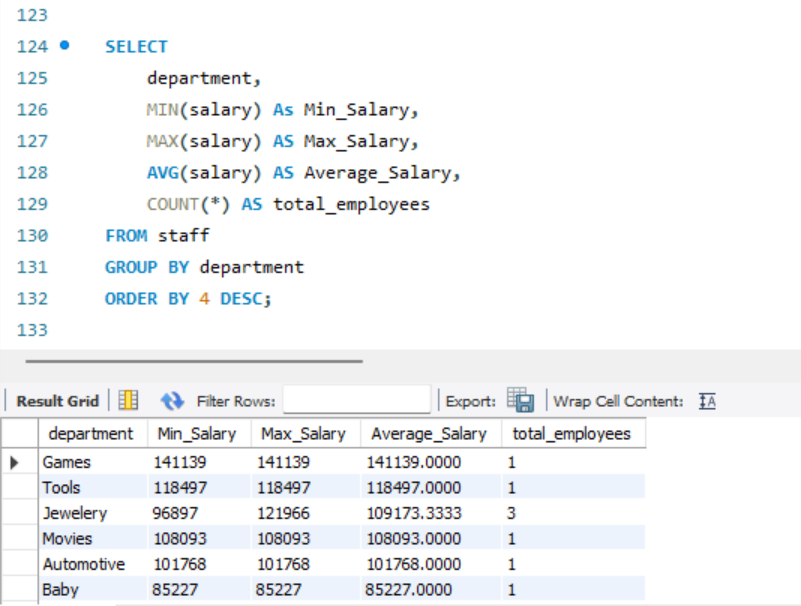 123
124 SELECT
125 department,
126 MIN(salary) As Min_Salary,
127 MAX(salary) AS Max_Salary,
128 AVG(salary) AS Average_Salary,
129 COUNT(*) AS total_employees
130 FROM staff
131 GROUP BY department
132 ORDER BY 4 DESC;
133
Result Grid Filter Rows: Export: Wrap Cell Content: IA
department Min_Salary Max_Salary Average_Salary total_employees
Games 141139 141139 141139.0000 1
Tools 118497 118497 118497.0000 1
Jewelery 96897 121966 109173.3333 3
Movies 108093 108093 108093.0000 1
Automotive 101768 101768 101768.0000 1
Baby 85227 85227 85227.0000 1